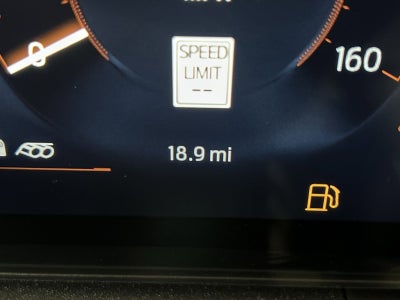 SPEED
LIMIT
--
0
160
18.9 mi